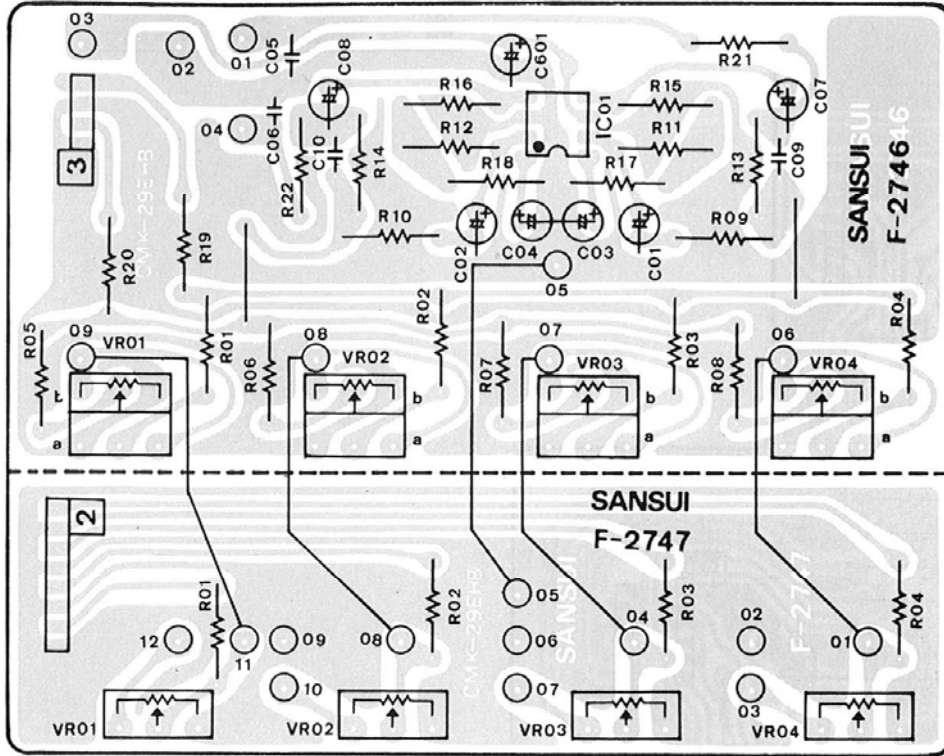 03
02
01
C05
C08
C601
R21
C07
R16
R15
IC01
04
C06
R12
R11
3
R22
C10
R14
R18
R17
R13
C09
SANSUI
F-2746
46
CMK-29E-B
R20
R19
R10
C02
C04
C03
C01
R09
05
R05
09
VR01
R01
R06
08
VR02
R02
R07
07
VR03
R03
R08
06
VR04
R04
b
b
b
b
a
a
a
a
2
SANSUI
F-2747
R01
R02
R03
R04
05
12
11
09
08
06
04
02
01
10
07
03
CMK-29EHB
SANSUI
F-27
7
VR01
VR02
VR03
VR04